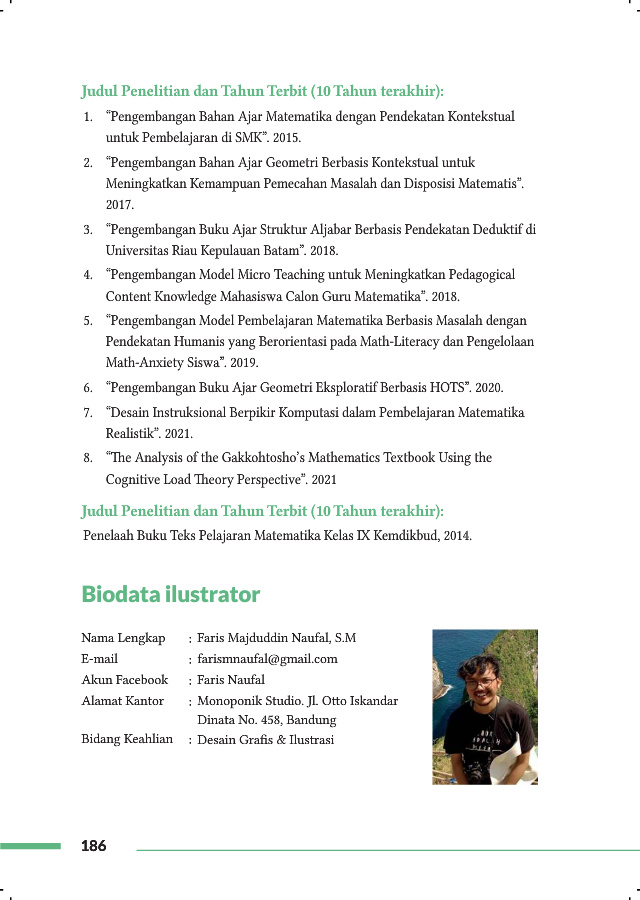 Judul Penelitian dan Tahun Terbit (10 Tahun terakhir):
1. “Pengembangan Bahan Ajar Matematika dengan Pendekatan Kontekstual
untuk Pembelajaran di SMK”. 2015.
2. “Pengembangan Bahan Ajar Geometri Berbasis Kontekstual untuk
Meningkatkan Kemampuan Pemecahan Masalah dan Disposisi Matematis”.
2017.
3. “Pengembangan Buku Ajar Struktur Aljabar Berbasis Pendekatan Deduktif di
Universitas Riau Kepulauan Batam”. 2018.
4. “Pengembangan Model Micro Teaching untuk Meningkatkan Pedagogical
Content Knowledge Mahasiswa Calon Guru Matematika”. 2018.
5. “Pengembangan Model Pembelajaran Matematika Berbasis Masalah dengan
Pendekatan Humanis yang Berorientasi pada Math-Literacy dan Pengelolaan
Math-Anxiety Siswa”. 2019.
6. “Pengembangan Buku Ajar Geometri Eksploratif Berbasis HOTS”. 2020.
7. “Desain Instruksional Berpikir Komputasi dalam Pembelajaran Matematika
Realistik”. 2021.
8. “The Analysis of the Gakkohtosho’s Mathematics Textbook Using the
Cognitive Load Theory Perspective”. 2021
Judul Penelitian dan Tahun Terbit (10 Tahun terakhir):
Penelaah Buku Teks Pelajaran Matematika Kelas IX Kemdikbud, 2014.
Biodata ilustrator
Nama Lengkap : Faris Majduddin Naufal, S.M
E-mail : farismnaufal@gmail.com
Akun Facebook : Faris Naufal
Alamat Kantor : Monoponik Studio. Jl. Otto Iskandar
Dinata No. 458, Bandung
Bidang Keahlian : Desain Grafis & Ilustrasi
186